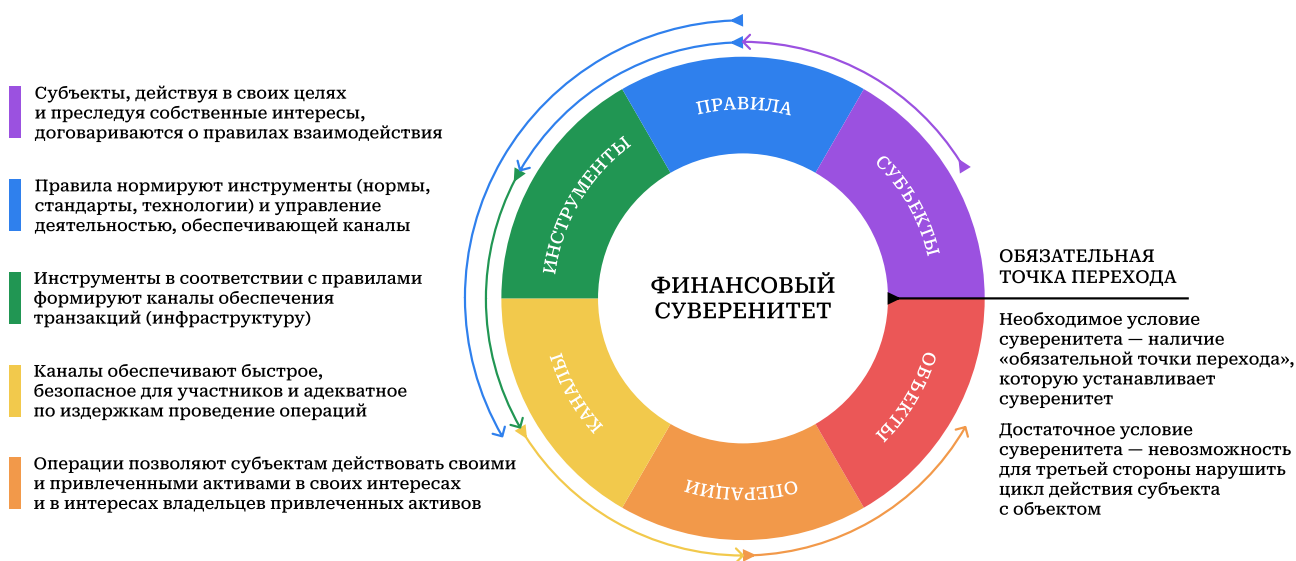 Субъекты, действуя в своих целях
и преследуя собственные интересы,
договариваются о правилах взаимодействия
Правила нормируют инструменты (нормы,
стандарты, технологии) и управление
деятельностью, обеспечивающей каналы
Инструменты в соответствии с правилами
формируют каналы обеспечения
транзакций (инфраструктуру)
Каналы обеспечивают быстрое,
безопасное для участников и адекватное
по издержкам проведение операций
Операции позволяют субъектам действовать своими
и привлеченными активами в своих интересах
и в интересах владельцев привлеченных активов
ПРАВИЛА
СУБЪЕКТЫ
ОБЪЕКТЫ
ОПЕРАЦИИ
КАНАЛЫ
ИНСТРУМЕНТЫ
ФИНАНСОВЫЙ
СУВЕРЕНИТЕТ
ОБЯЗАТЕЛЬНАЯ
ТОЧКА ПЕРЕХОДА
Необходимое условие
суверенитета — наличие
«обязательной точки перехода»,
которую устанавливает
суверенитет
Достаточное условие
суверенитета — невозможность
для третьей стороны нарушить
цикл действия субъекта
с объектом